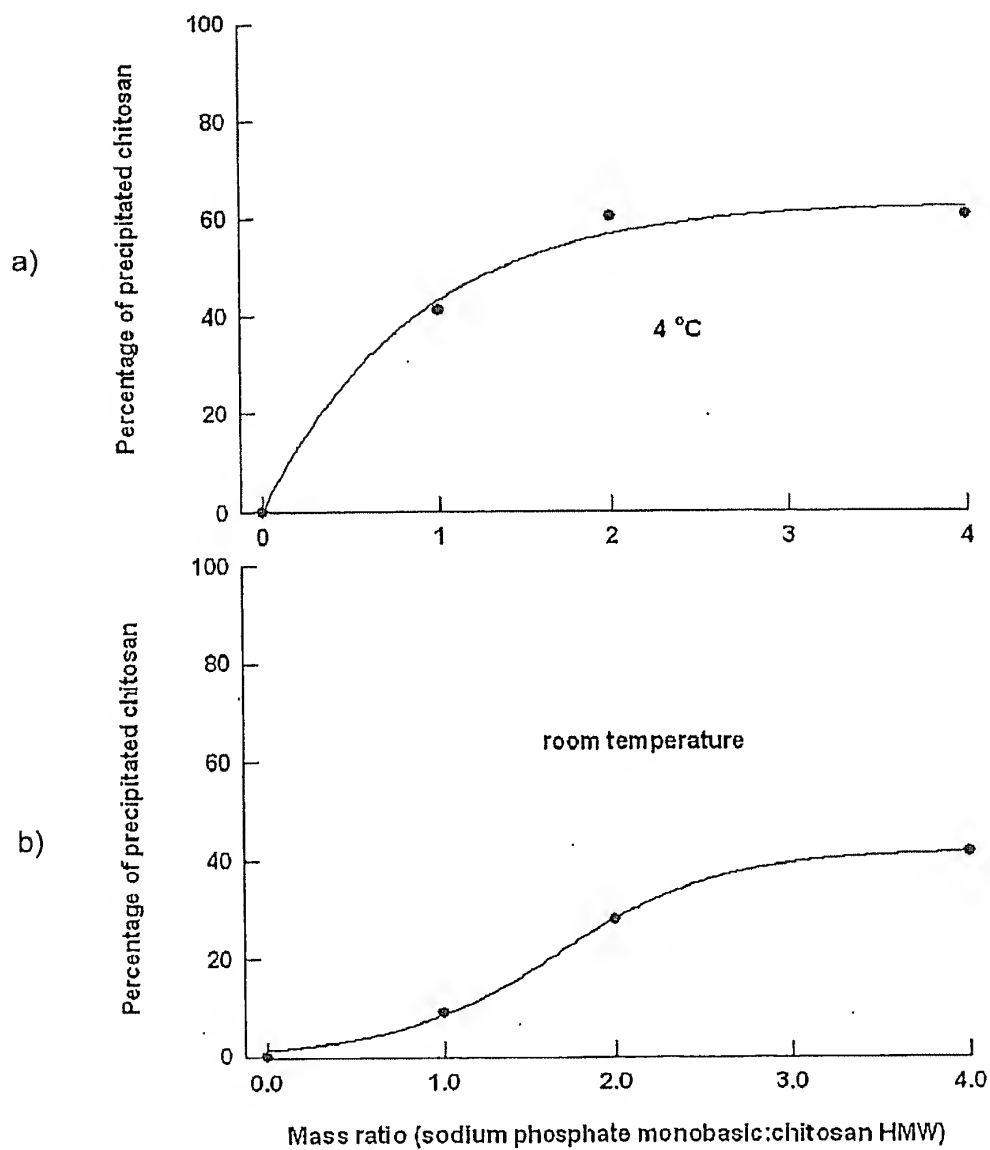 a)
Percentage of precipitated chitosan
100
80
60
40
20
0
4 °C
0 1 2 3 4
b)
Percentage of precipitated chitosan
100
80
60
40
20
0
room temperature
0.0 1.0 2.0 3.0 4.0
Mass ratio (sodium phosphate monobasic:chitosan HMW)